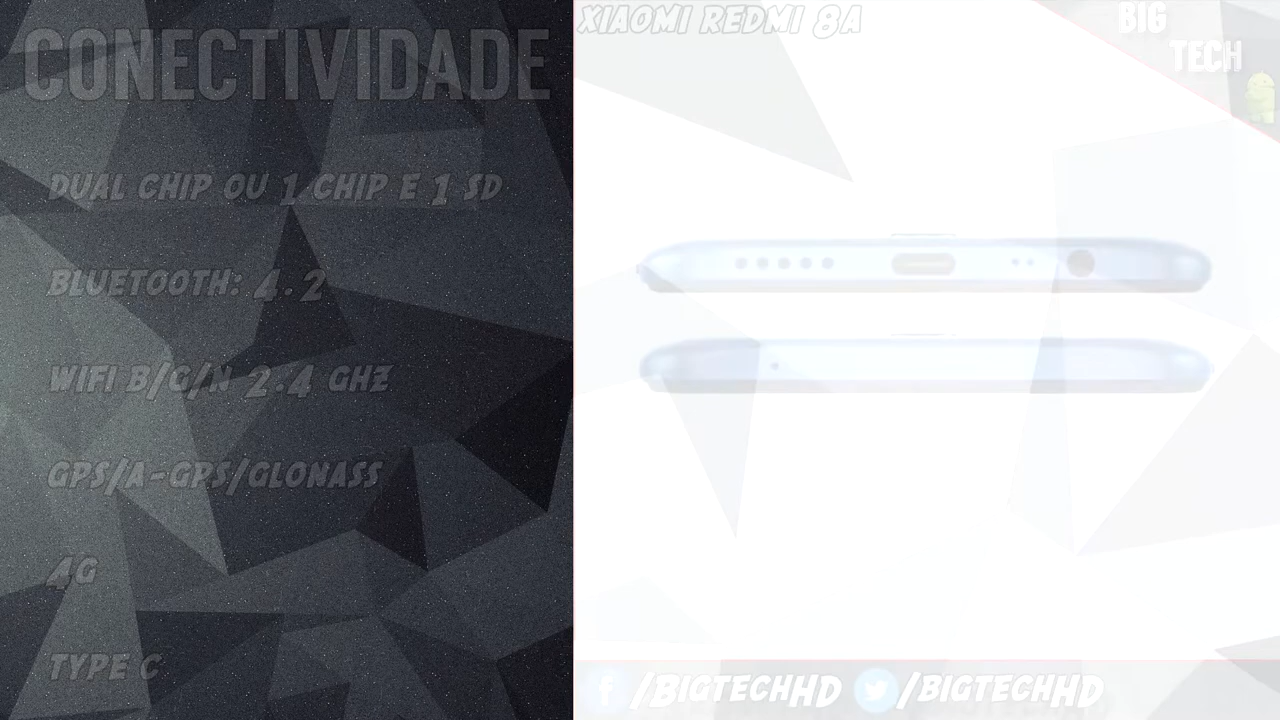 CONECTIVIDADE
DUAL CHIP OU 1 CHIP E 1 SD
BLUETOOTH: 4.2
WIFI B/G/N 2.4 GHZ
GPS/A-GPS/GLONASS
4G
TYPE C
XIAOMI REDMI 8A
BIG
TECH
/BIGTECHHD
/BIGTECHHD